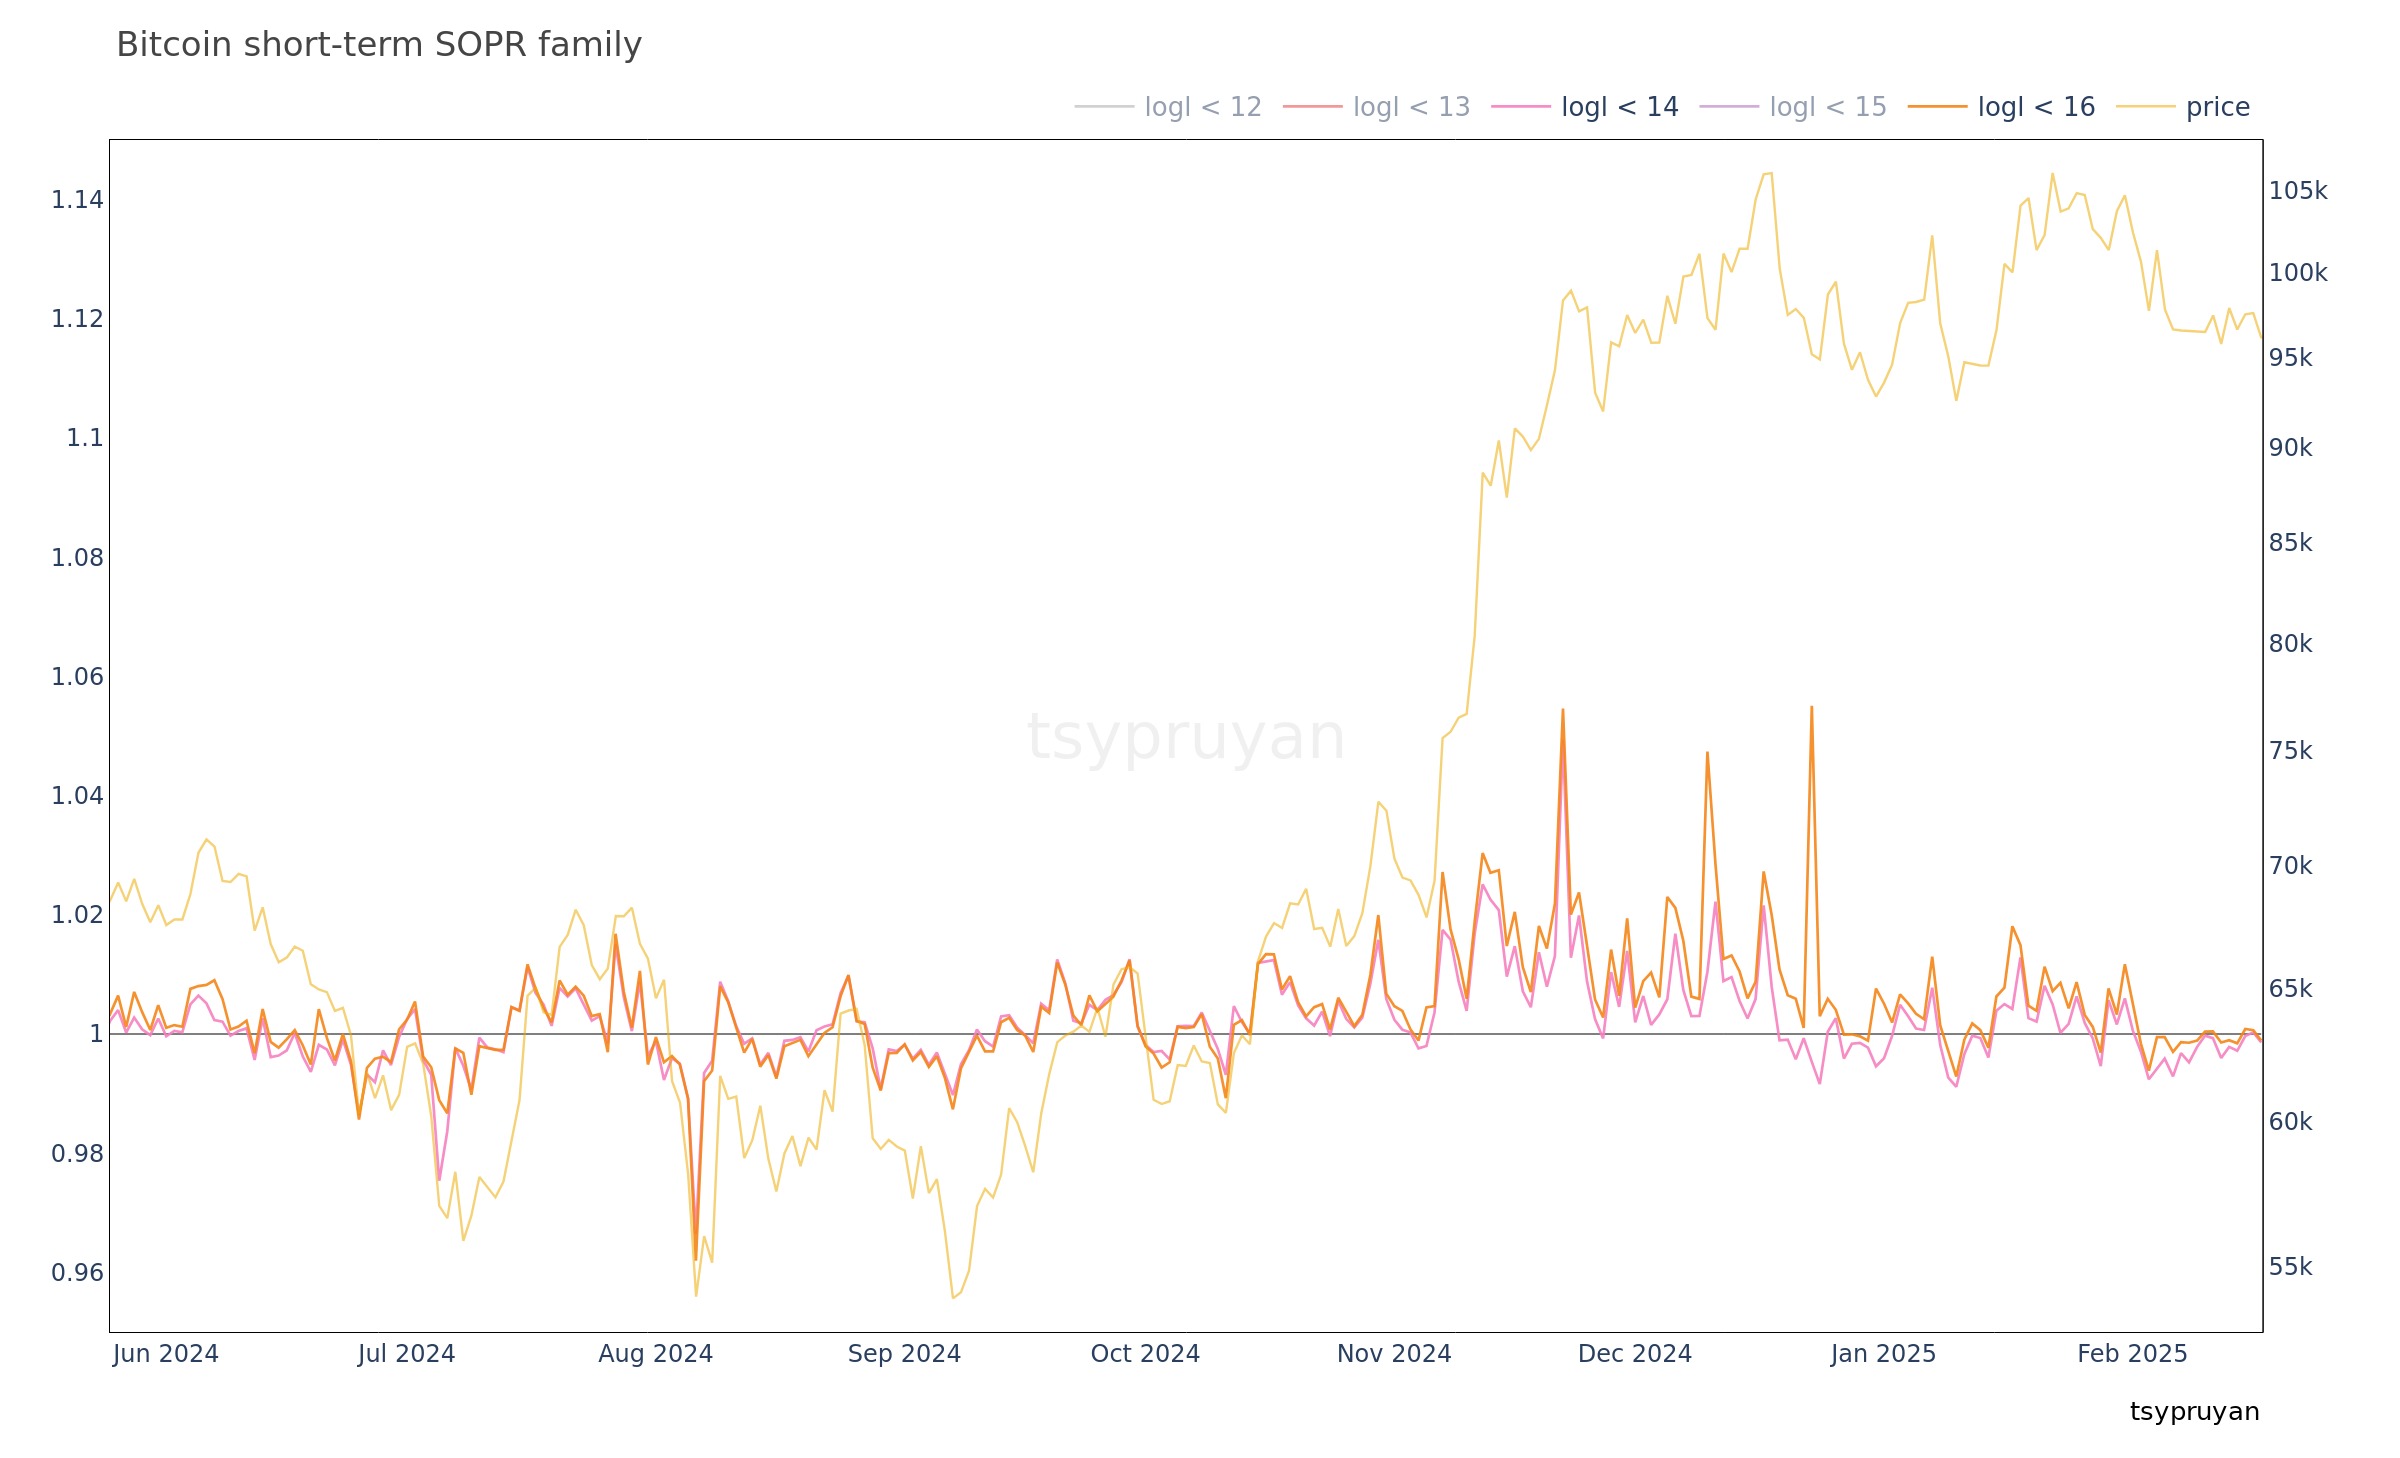 Bitcoin short-term SOPR family
logl < 12 logl < 13 logl < 14 logl < 15 logl < 16 price
1.14
1.12
1.1
1.08
1.06
1.04
1.02
1
0.98
0.96
105k
100k
95k
90k
85k
80k
75k
70k
65k
60k
55k
tsypruyan
Jun 2024 Jul 2024 Aug 2024 Sep 2024 Oct 2024 Nov 2024 Dec 2024 Jan 2025 Feb 2025
tsypruyan